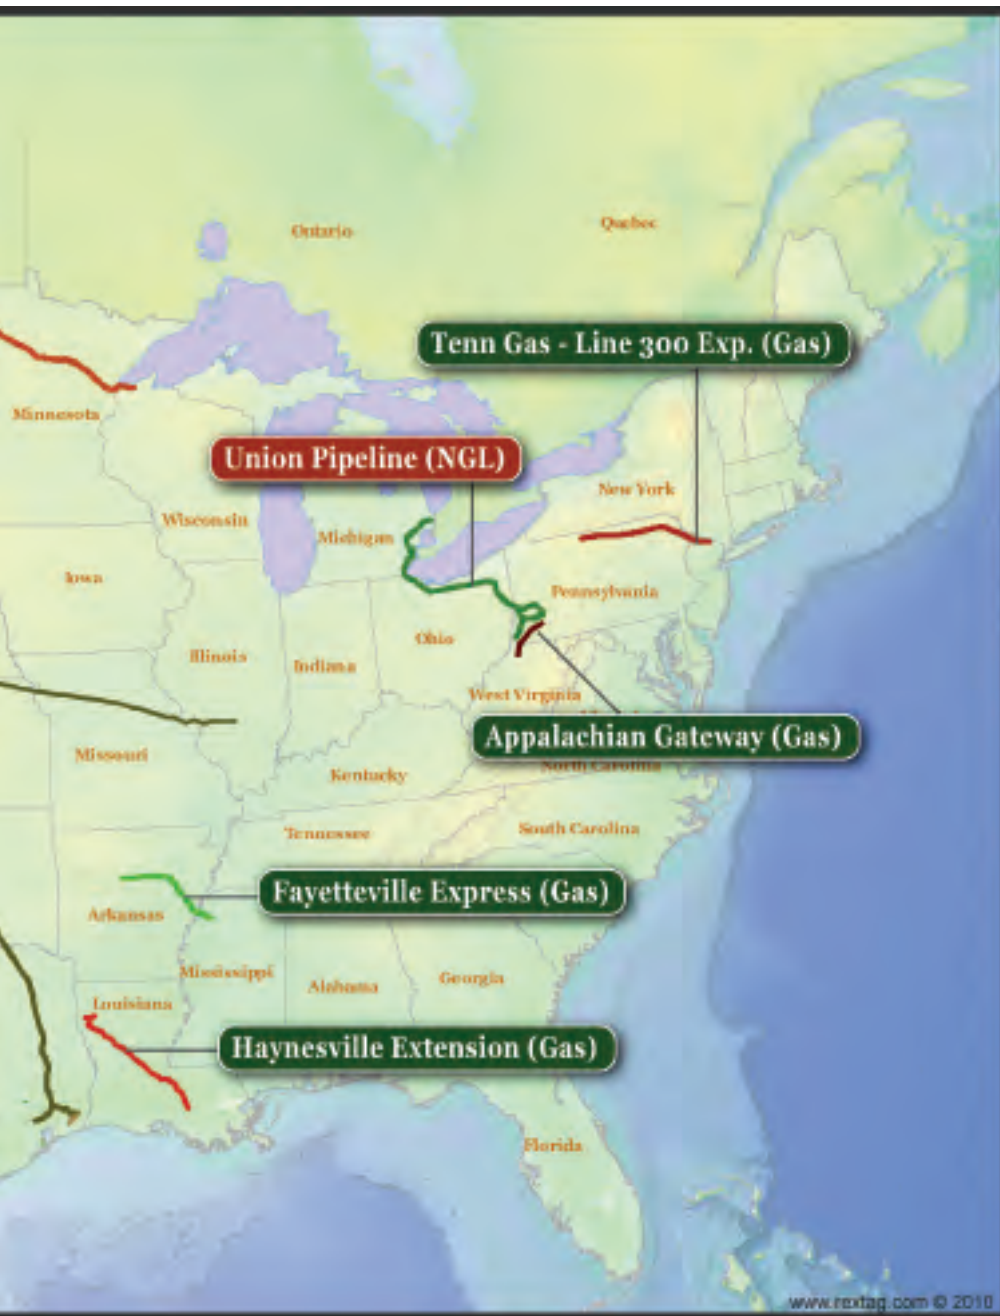 Ontario
Quebec
Tenn Gas - Line 300 Exp. (Gas)
Minnesota
Union Pipeline (NGL)
New York
Wisconsin
Michigan
Iowa
Pennsylvania
Ohio
Illinois
Indiana
West Virginia
Appalachian Gateway (Gas)
Missouri
North Carolina
Kentucky
Tennessee
South Carolina
Fayetteville Express (Gas)
Arkansas
Mississippi
Alabama
Georgia
Louisiana
Haynesville Extension (Gas)
Florida
www.rextag.com © 2010